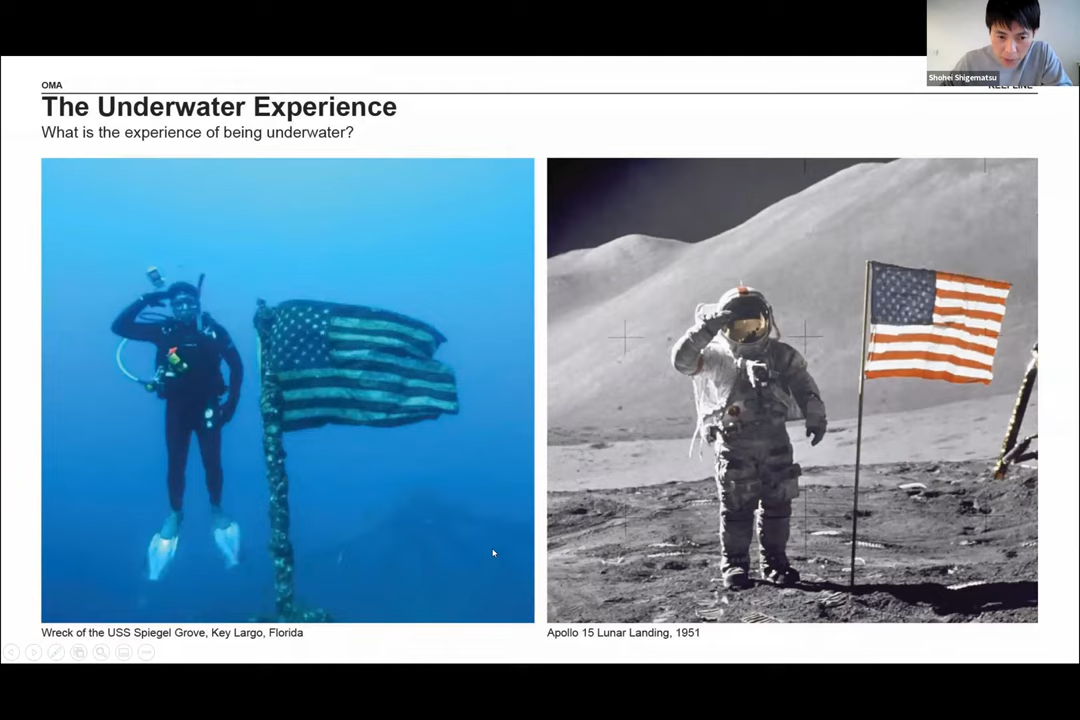 Shohei Shigematsu
OMA
The Underwater Experience
What is the experience of being underwater?
Wreck of the USS Spiegel Grove, Key Largo, Florida
Apollo 15 Lunar Landing, 1951